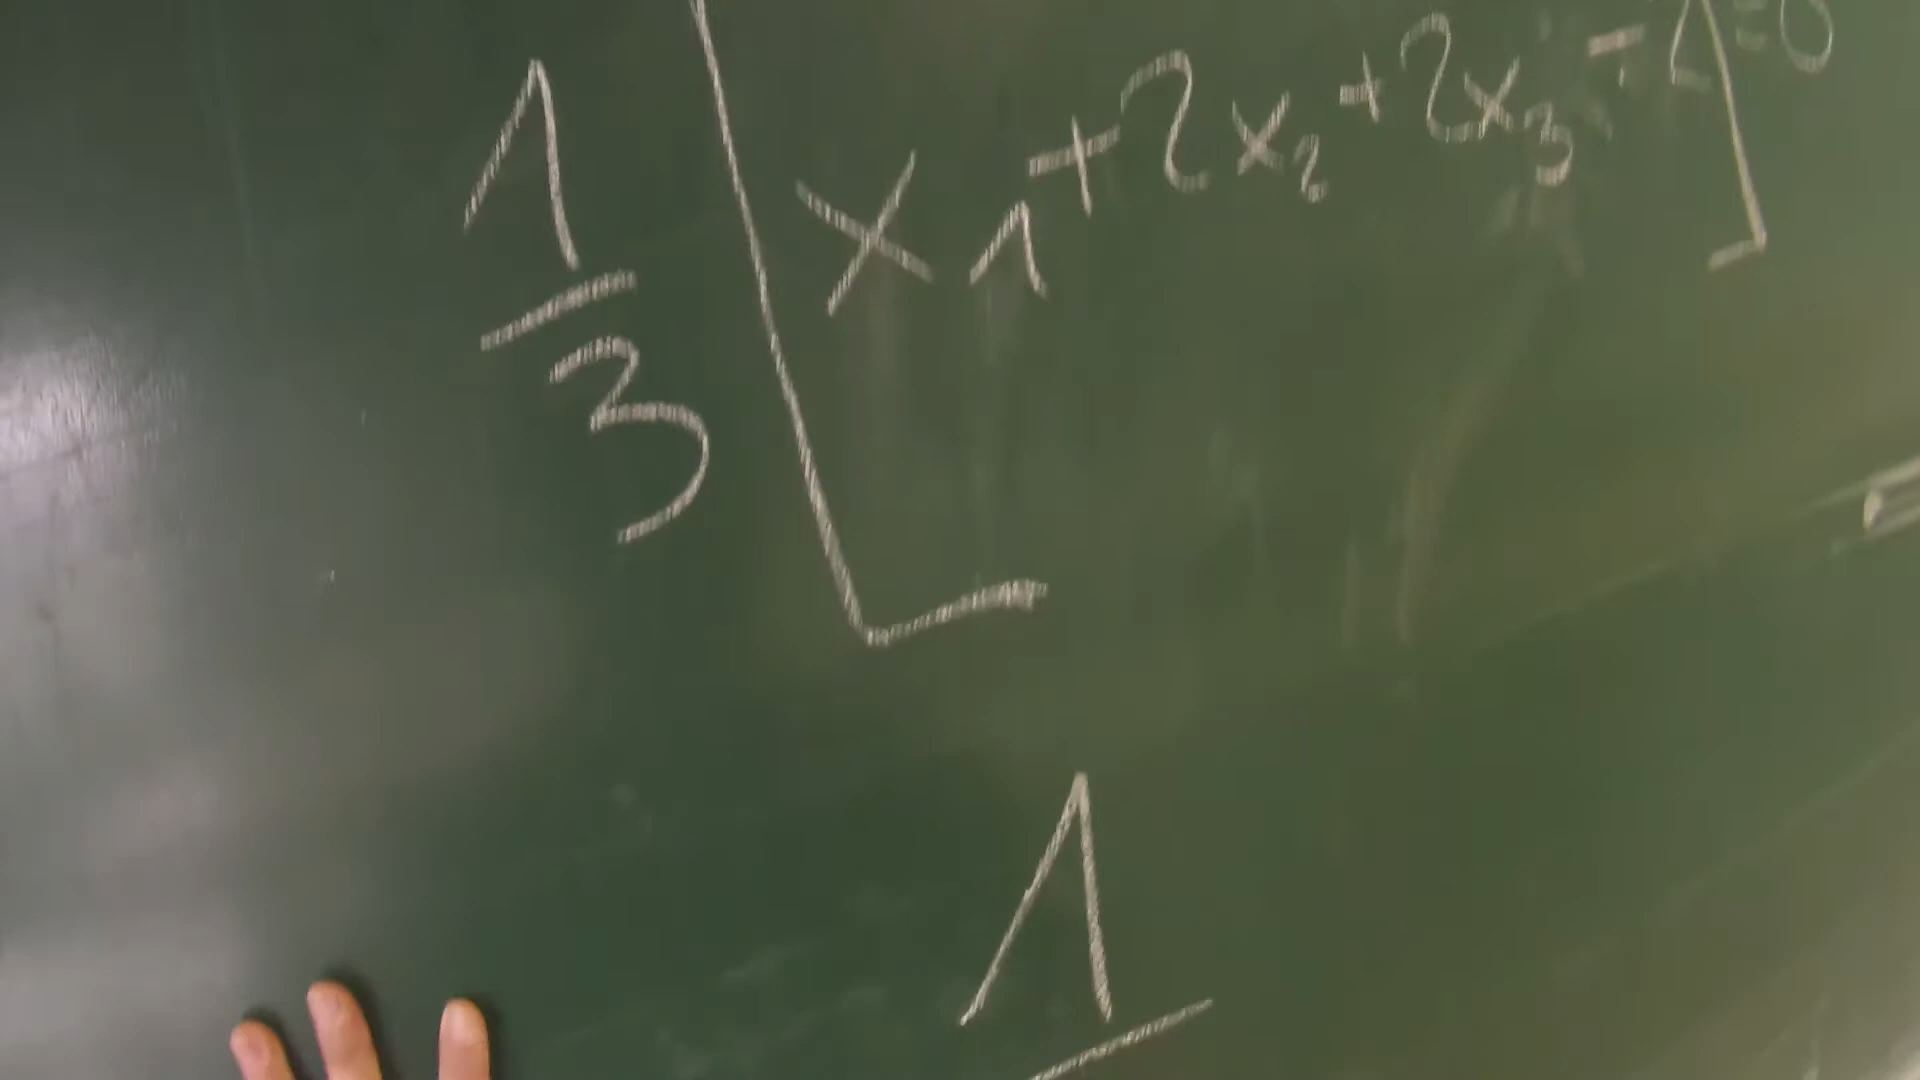 1/3 [x₁ + 2x₂ + 2x₃ - 1] = 0
1